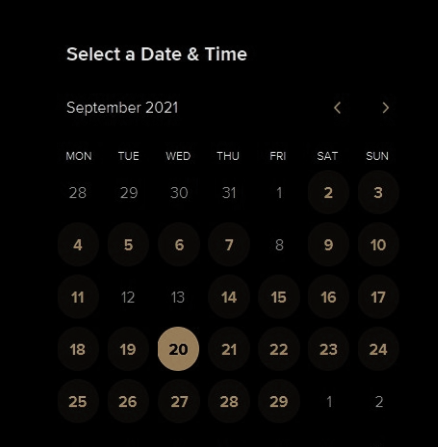 Select a Date & Time
September 2021
MON TUE WED THU FRI SAT SUN
28 29 30 31 1 2 3
4 5 6 7 8 9 10
11 12 13 14 15 16 17
18 19 20 21 22 23 24
25 26 27 28 29 1 2